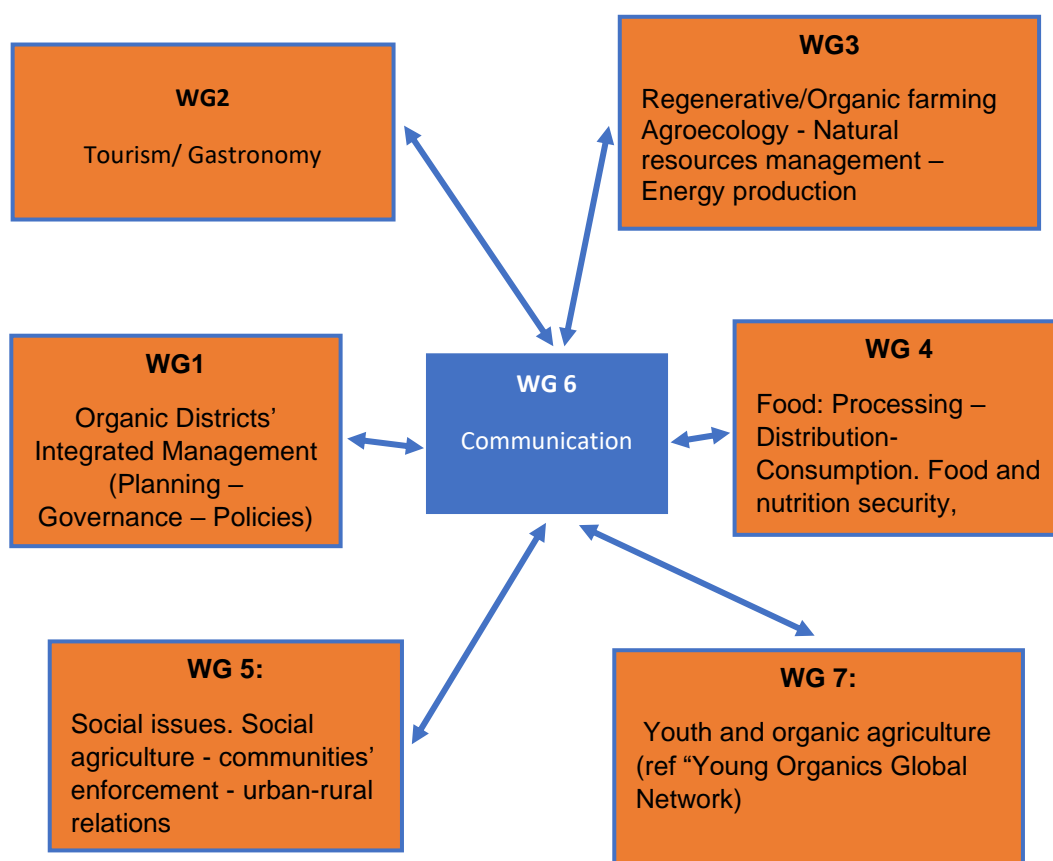 WG2
Tourism/ Gastronomy
WG3
Regenerative/Organic farming
Agroecology - Natural
resources management –
Energy production
WG1
Organic Districts’
Integrated Management
(Planning –
Governance – Policies)
WG 6
Communication
WG 4
Food: Processing –
Distribution-
Consumption. Food and
nutrition security,
WG 5:
Social issues. Social
agriculture - communities’
enforcement - urban-rural
relations
WG 7:
Youth and organic agriculture
(ref “Young Organics Global
Network)